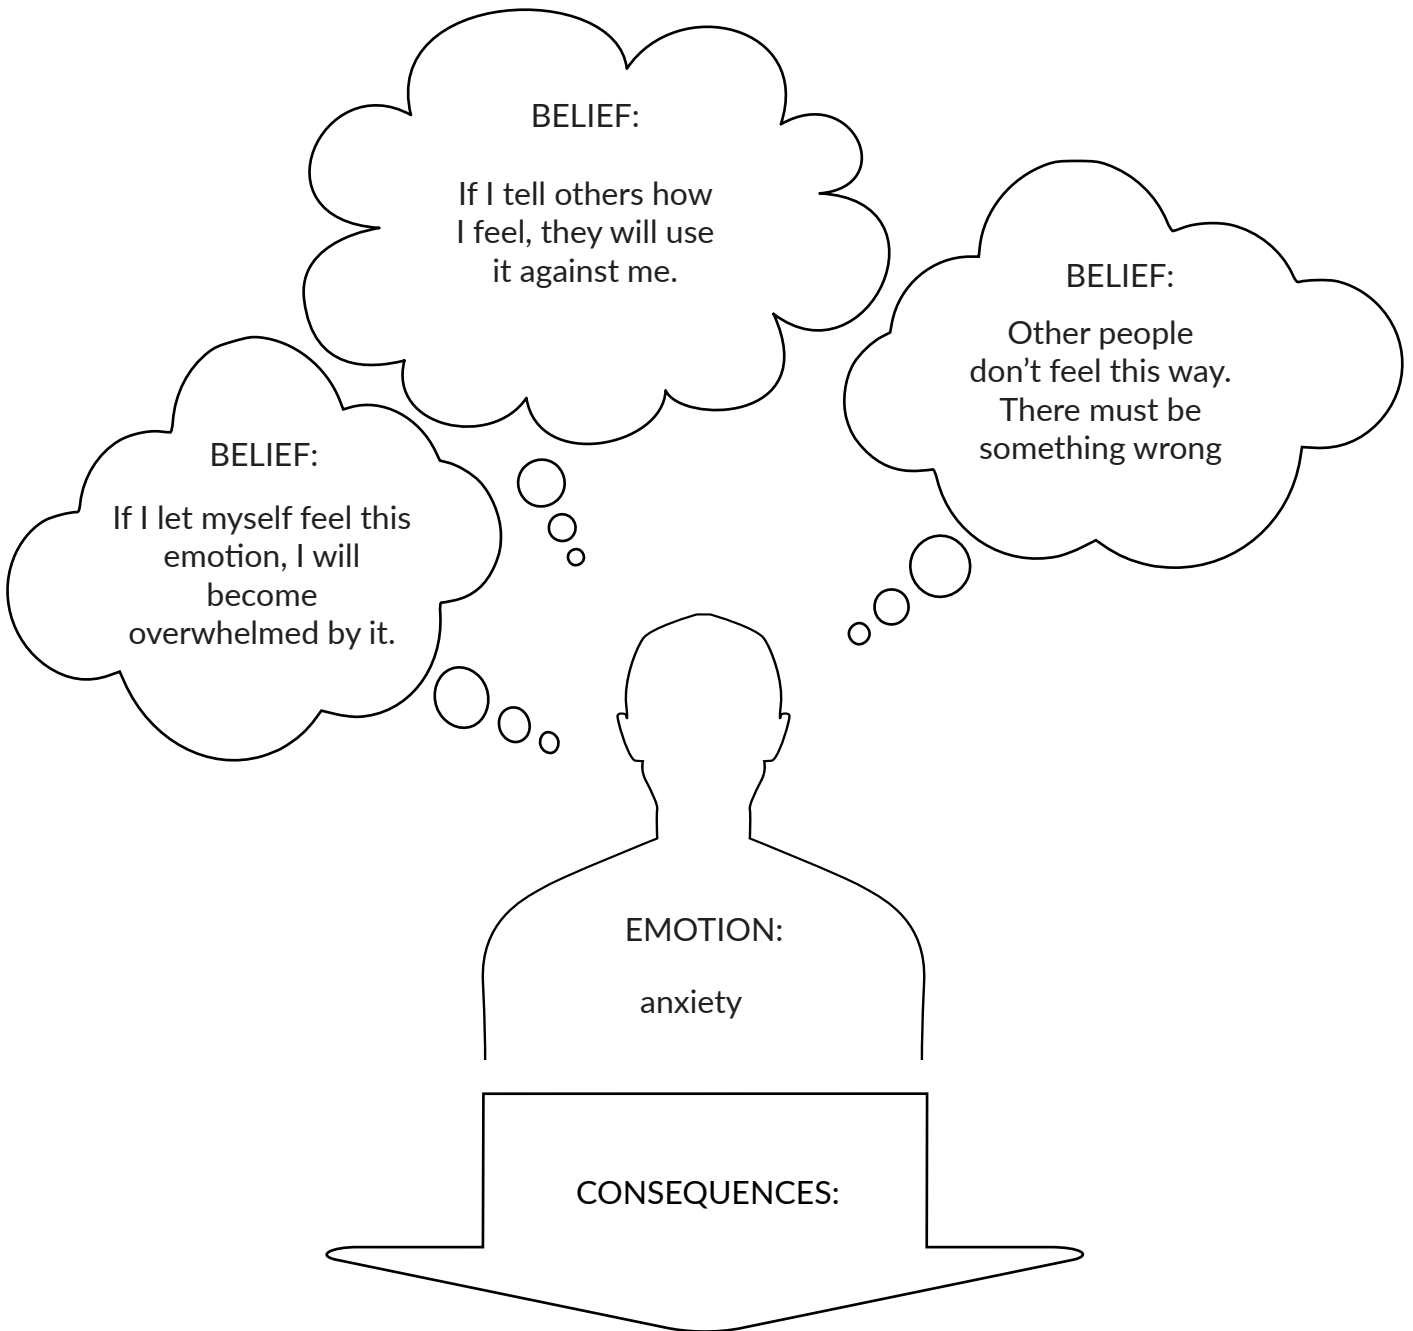 BELIEF:
If I tell others how
I feel, they will use
it against me.
BELIEF:
Other people
don’t feel this way.
There must be
something wrong
BELIEF:
If I let myself feel this
emotion, I will
become
overwhelmed by it.
EMOTION:
anxiety
CONSEQUENCES: